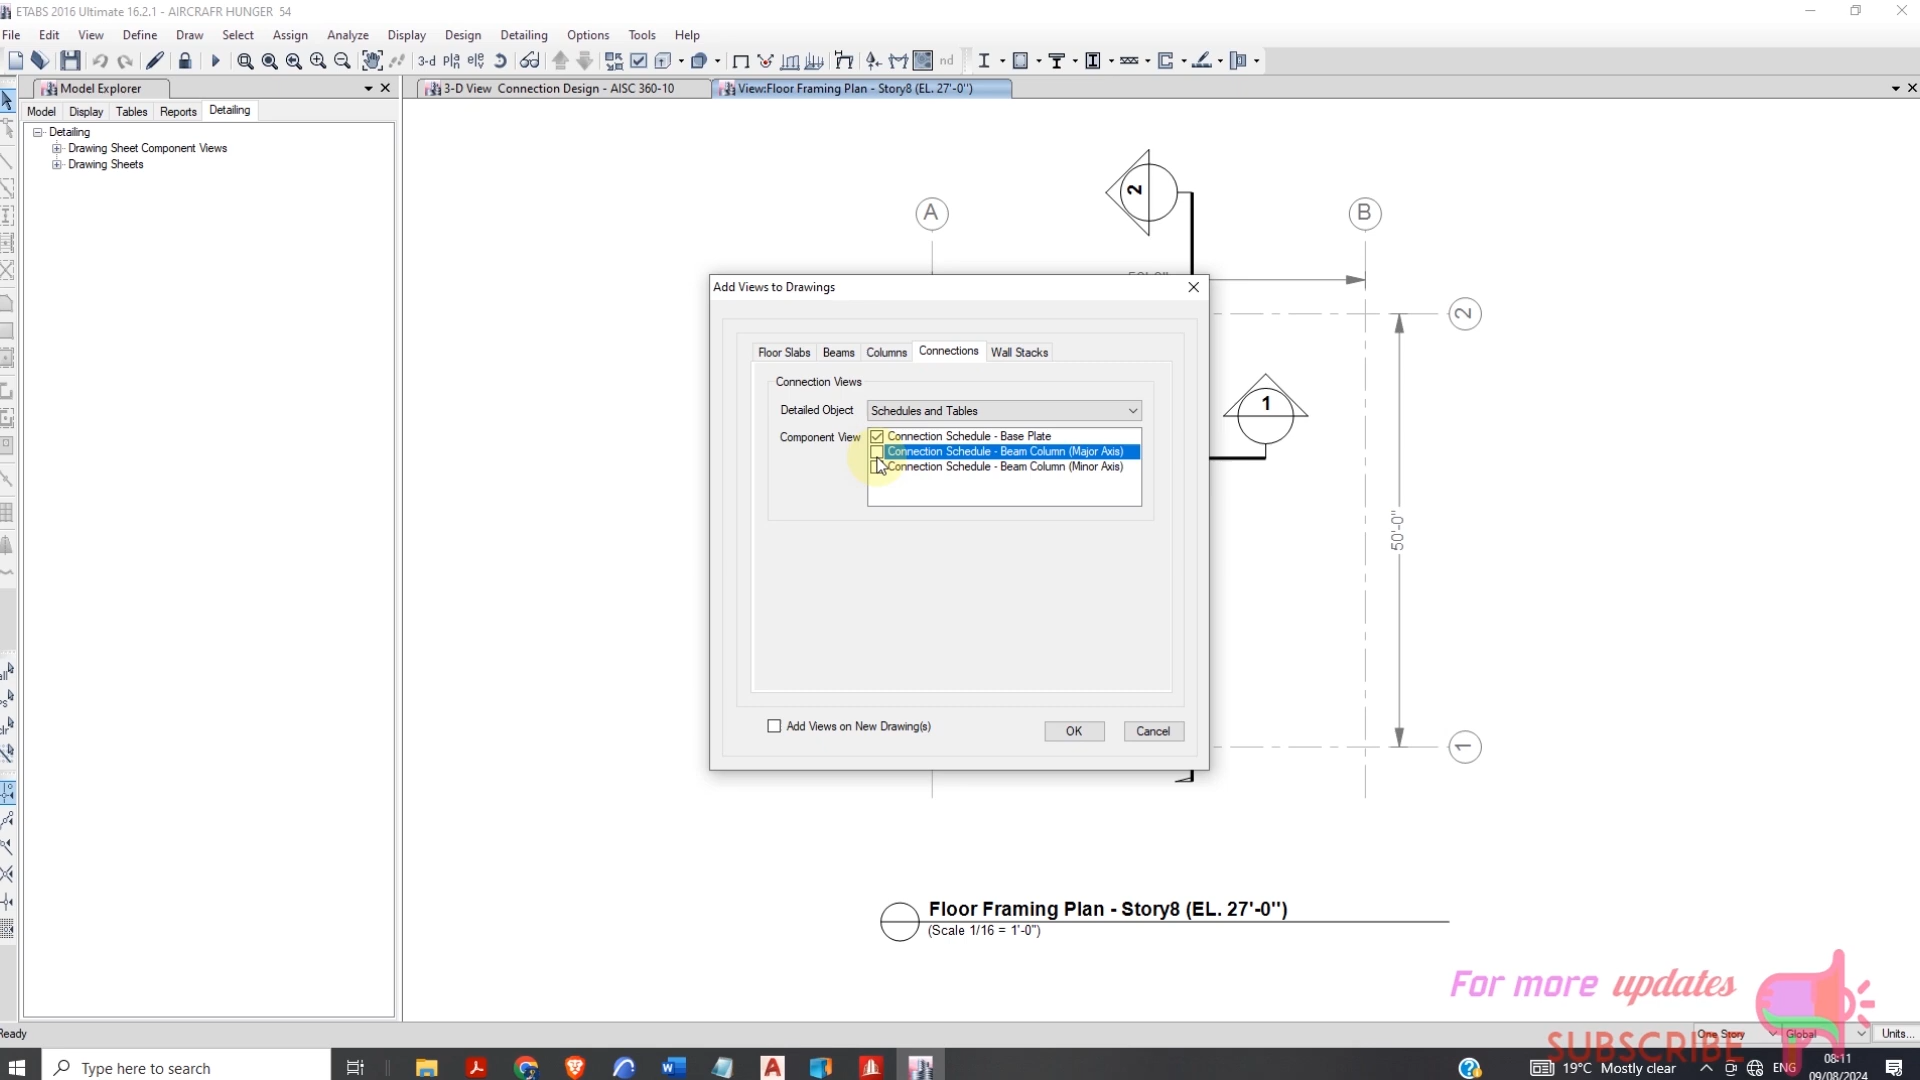 ETABS 2016 Ultimate 16.2.1 - AIRCRAFR HUNGER 54
File Edit View Define Draw Select Assign Analyze Display Design Detailing Options Tools Help
3-d nd
Model Explorer
3-D View Connection Design - AISC 360-10
View:Floor Framing Plan - Story8 (EL. 27'-0")
Model Display Tables Reports Detailing
Detailing
Drawing Sheet Component Views
Drawing Sheets
2
A
B
2
1
50'-0"
1
Add Views to Drawings
Floor Slabs Beams Columns Connections Wall Stacks
Connection Views
Detailed Object Schedules and Tables
Component View Connection Schedule - Base Plate
Connection Schedule - Beam Column (Major Axis)
Connection Schedule - Beam Column (Minor Axis)
Add Views on New Drawing(s) OK Cancel
Floor Framing Plan - Story8 (EL. 27'-0")
(Scale 1/16 = 1'-0")
For more updates
SUBSCRIBE
Ready
One Story Global Units...
Type here to search
19°C Mostly clear ENG
08:11
09/08/2024